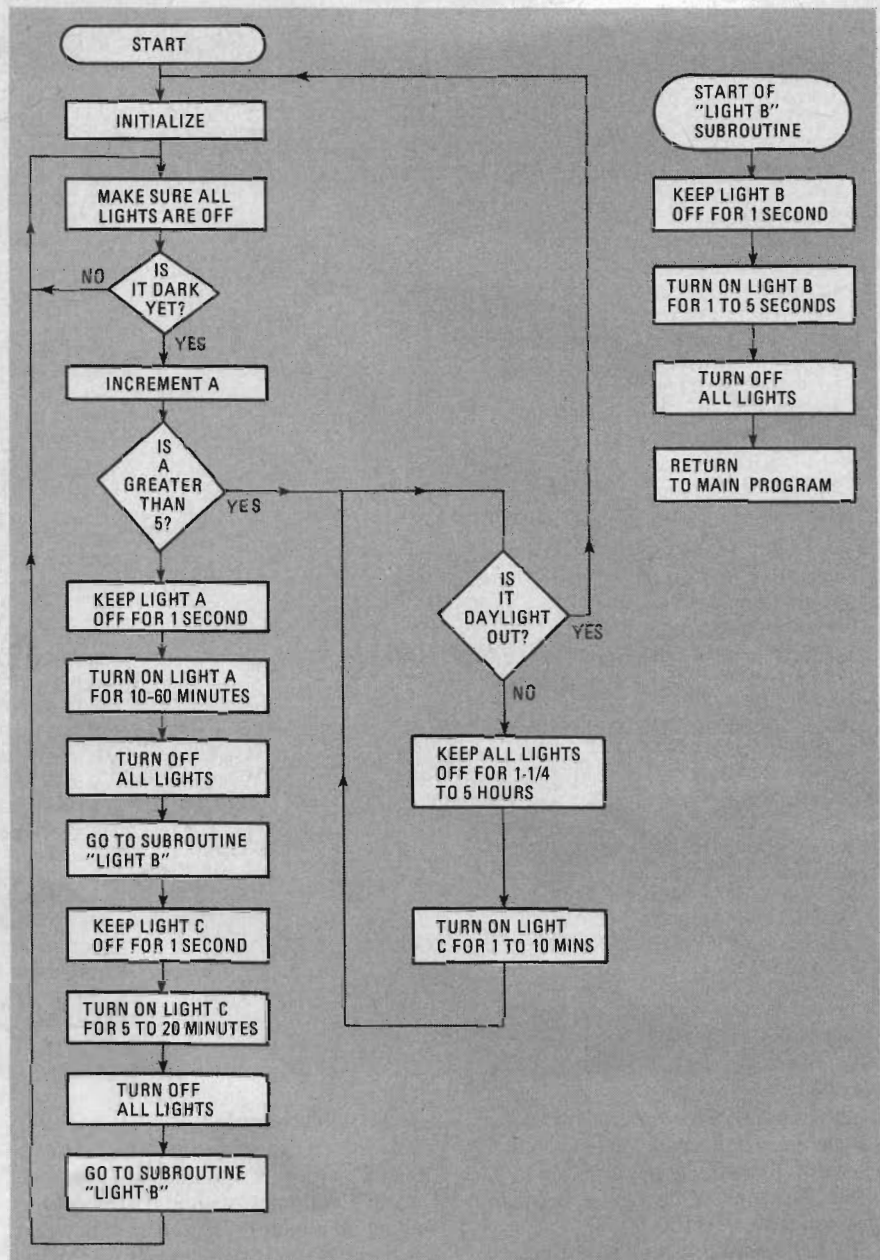 START
INITIALIZE
MAKE SURE ALL
LIGHTS ARE OFF
IS
IT DARK
YET?
NO
YES
INCREMENT A
IS
A
GREATER
THAN
5?
YES
KEEP LIGHT A
OFF FOR 1 SECOND
TURN ON LIGHT A
FOR 10-60 MINUTES
TURN OFF
ALL LIGHTS
GO TO SUBROUTINE
"LIGHT B"
KEEP LIGHT C
OFF FOR 1 SECOND
TURN ON LIGHT C
FOR 5 TO 20 MINUTES
TURN OFF
ALL LIGHTS
GO TO SUBROUTINE
"LIGHT B"
IS
IT
DAYLIGHT
OUT?
YES
NO
KEEP ALL LIGHTS
OFF FOR 1-1/4
TO 5 HOURS
TURN ON LIGHT
C FOR 1 TO 10 MINS
START OF
"LIGHT B"
SUBROUTINE
KEEP LIGHT B
OFF FOR 1 SECOND
TURN ON LIGHT B
FOR 1 TO 5 SECONDS
TURN OFF
ALL LIGHTS
RETURN
TO MAIN PROGRAM